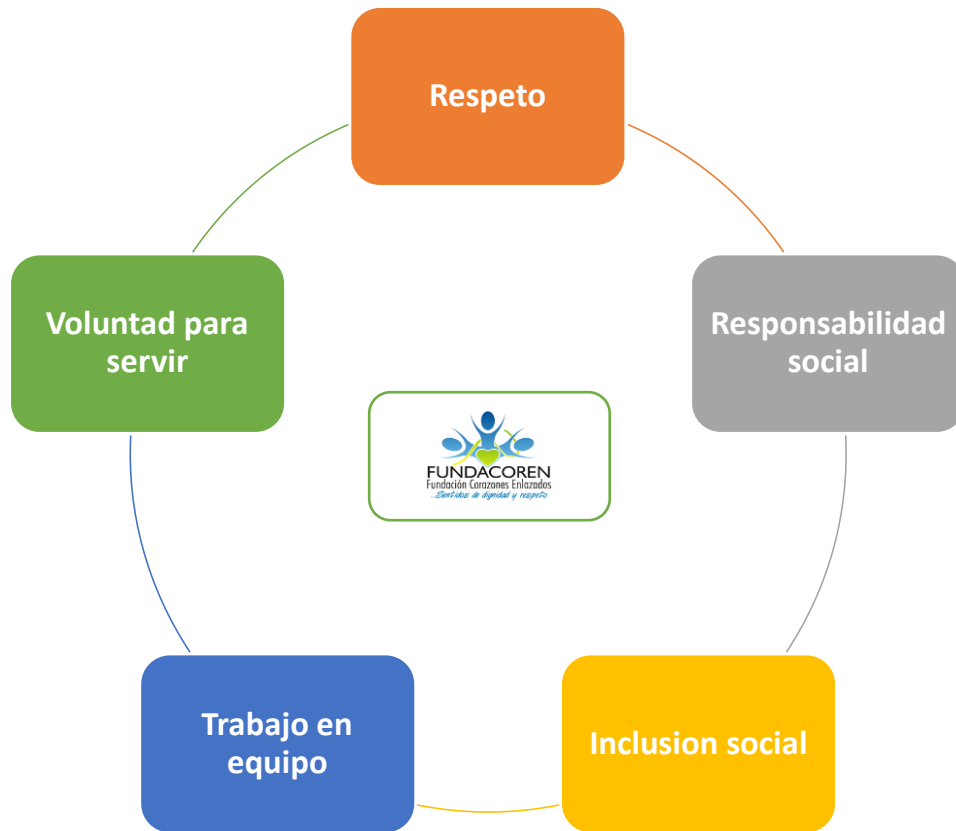 Respeto
Responsabilidad
social
Inclusion social
Trabajo en
equipo
Voluntad para
servir
FUNDACOREN
Fundación Corazones Enlazados
...Sentidos de dignidad y respeto